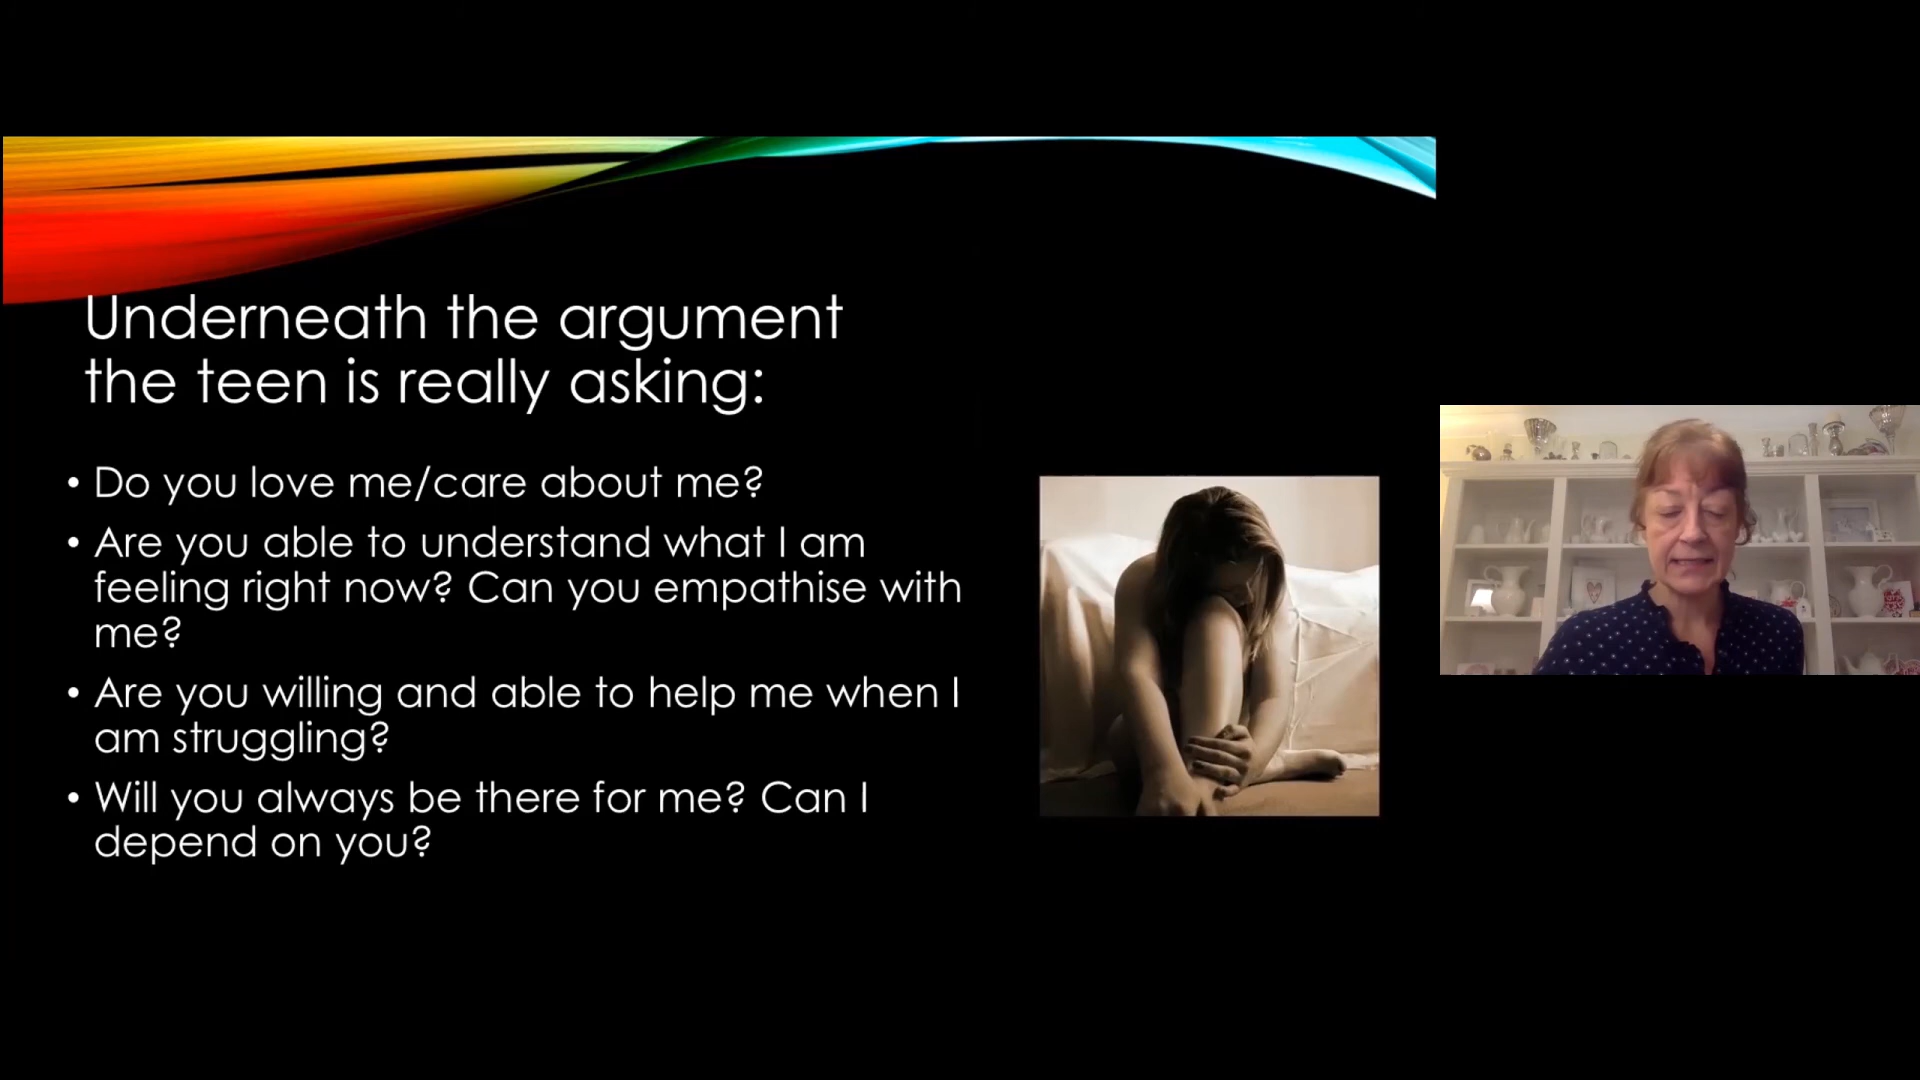 Underneath the argument
the teen is really asking:
• Do you love me/care about me?
• Are you able to understand what I am
feeling right now? Can you empathise with
me?
• Are you willing and able to help me when I
am struggling?
• Will you always be there for me? Can I
depend on you?